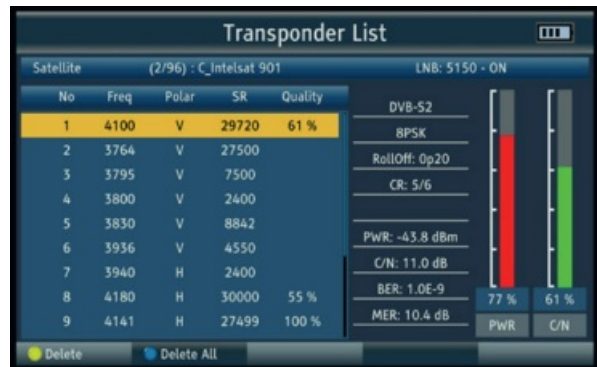 Transponder List
Satellite (2/96) : C_Intelsat 901 LNB: 5150 - ON
No Freq Polar SR Quality
1 4100 V 29720 61 %
2 3764 V 27500
3 3795 V 7500
4 3800 V 2400
5 3830 V 8842
6 3936 V 4550
7 3940 H 2400
8 4180 H 30000 55 %
9 4141 H 27499 100 %
DVB-S2
8PSK
RollOff: 0p20
CR: 5/6
PWR: -43.8 dBm
C/N: 11.0 dB
BER: 1.0E-9
MER: 10.4 dB
77 % 61 %
PWR C/N
Delete Delete All